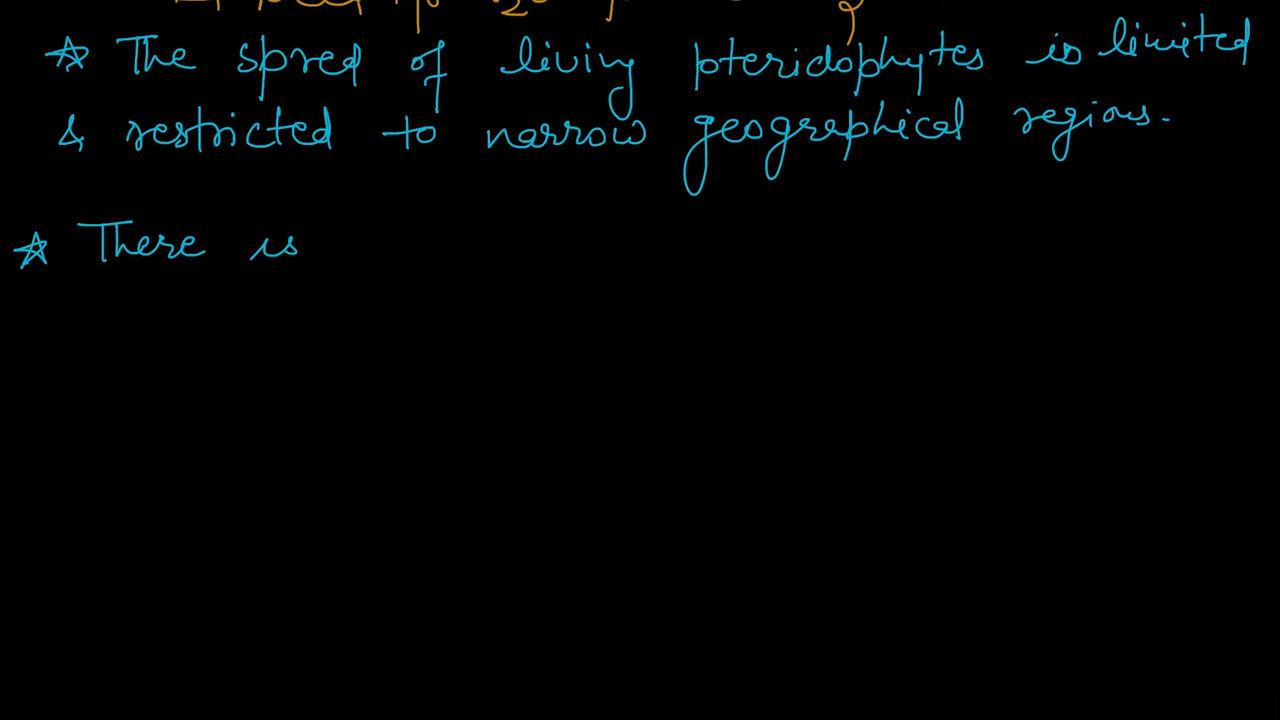 ☆ The spred of living pteridophytes is limited
& restricted to narrow geographical regions.
☆ There is